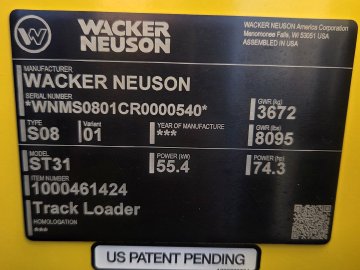 WACKER
NEUSON
WACKER NEUSON America Corporation
Menomonee Falls, WI 53051 USA
ASSEMBLED IN USA
MANUFACTURER
WACKER NEUSON
SERIAL NUMBER
*WNMS0801CR0000540*
GWR (kg)
3672
TYPE
S08
Variant
01
YEAR OF MANUFACTURE
***
GWR (lbs)
8095
MODEL
ST31
POWER (kW)
55.4
POWER (hp)
74.3
ITEM NUMBER
1000461424
Track Loader
HOMOLOGATION
***
US PATENT PENDING